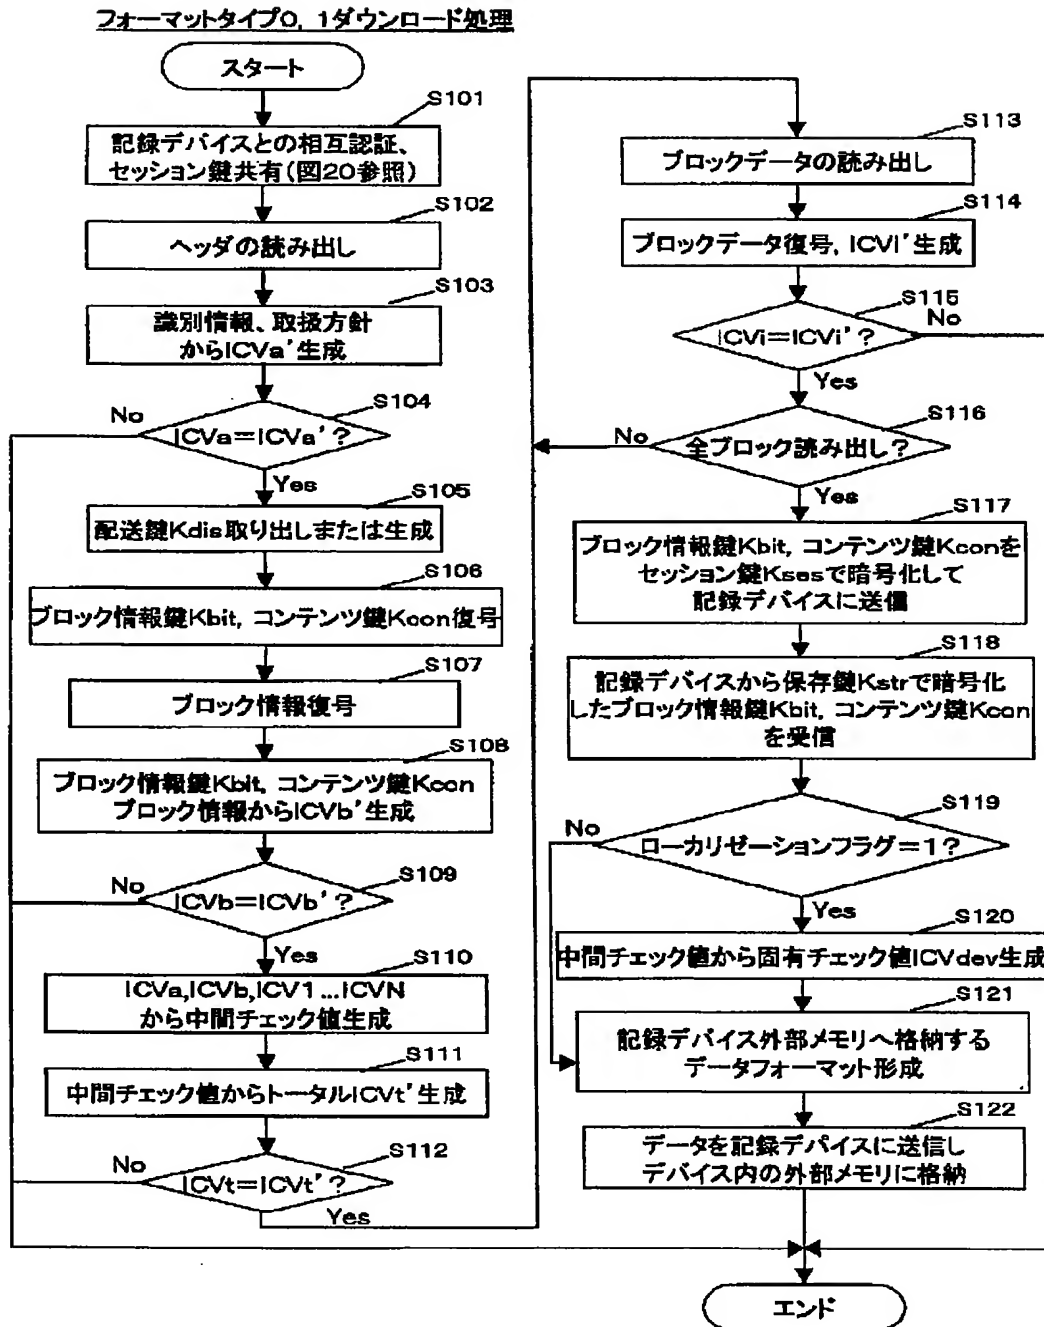 フォーマットタイプ0, 1ダウンロード処理
スタート
S101
記録デバイスとの相互認証、
セッション鍵共有(図20参照)
S102
ヘッダの読み出し
S103
識別情報、取扱方針
からICVa'生成
S104
ICVa=ICVa'?
No
Yes
S105
配送鍵Kdis取り出しまたは生成
S106
ブロック情報鍵Kbit, コンテンツ鍵Kcon復号
S107
ブロック情報復号
S108
ブロック情報鍵Kbit, コンテンツ鍵Kcon
ブロック情報からICVb'生成
S109
No
ICVb=ICVb'?
Yes
S110
ICVa,ICVb,ICV1...ICVN
から中間チェック値生成
S111
中間チェック値からトータルICVt'生成
S112
No
ICVt=ICVt'?
Yes
S113
ブロックデータの読み出し
S114
ブロックデータ復号, ICVI'生成
S115
No
ICVi=ICVi'?
Yes
S116
No
全ブロック読み出し?
Yes
S117
ブロック情報鍵Kbit, コンテンツ鍵Kconを
セッション鍵Ksesで暗号化して
記録デバイスに送信
S118
記録デバイスから保存鍵Kstrで暗号化
したブロック情報鍵Kbit, コンテンツ鍵Kcon
を受信
S119
No
ローカリゼーションフラグ=1?
Yes
S120
中間チェック値から固有チェック値ICVdev生成
S121
記録デバイス外部メモリへ格納する
データフォーマット形成
S122
データを記録デバイスに送信し
デバイス内の外部メモリに格納
エンド